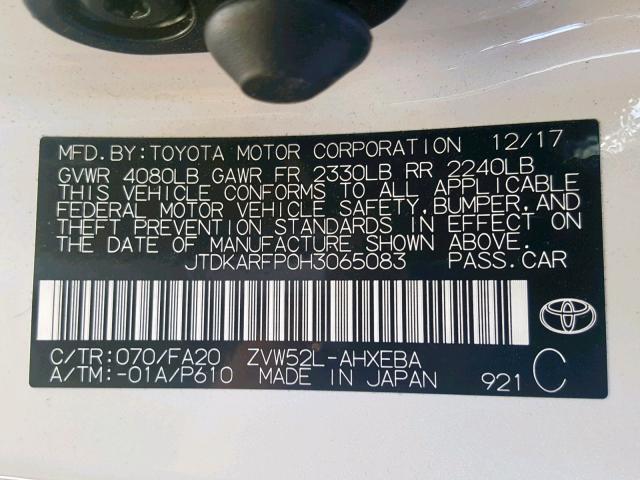 MFD.BY:TOYOTA MOTOR CORPORATION 12/17
GVWR 4080LB GAWR FR 2330LB RR 2240LB
THIS VEHICLE CONFORMS TO ALL APPLICABLE
FEDERAL MOTOR VEHICLE SAFETY,BUMPER,AND
THEFT PREVENTION STANDARDS IN EFFECT ON
THE DATE OF MANUFACTURE SHOWN ABOVE.
JTDKARFP0H3065083 PASS.CAR
C/TR:070/FA20 ZVW52L-AHXEBA
A/TM:-01A/P610 MADE IN JAPAN 921 C